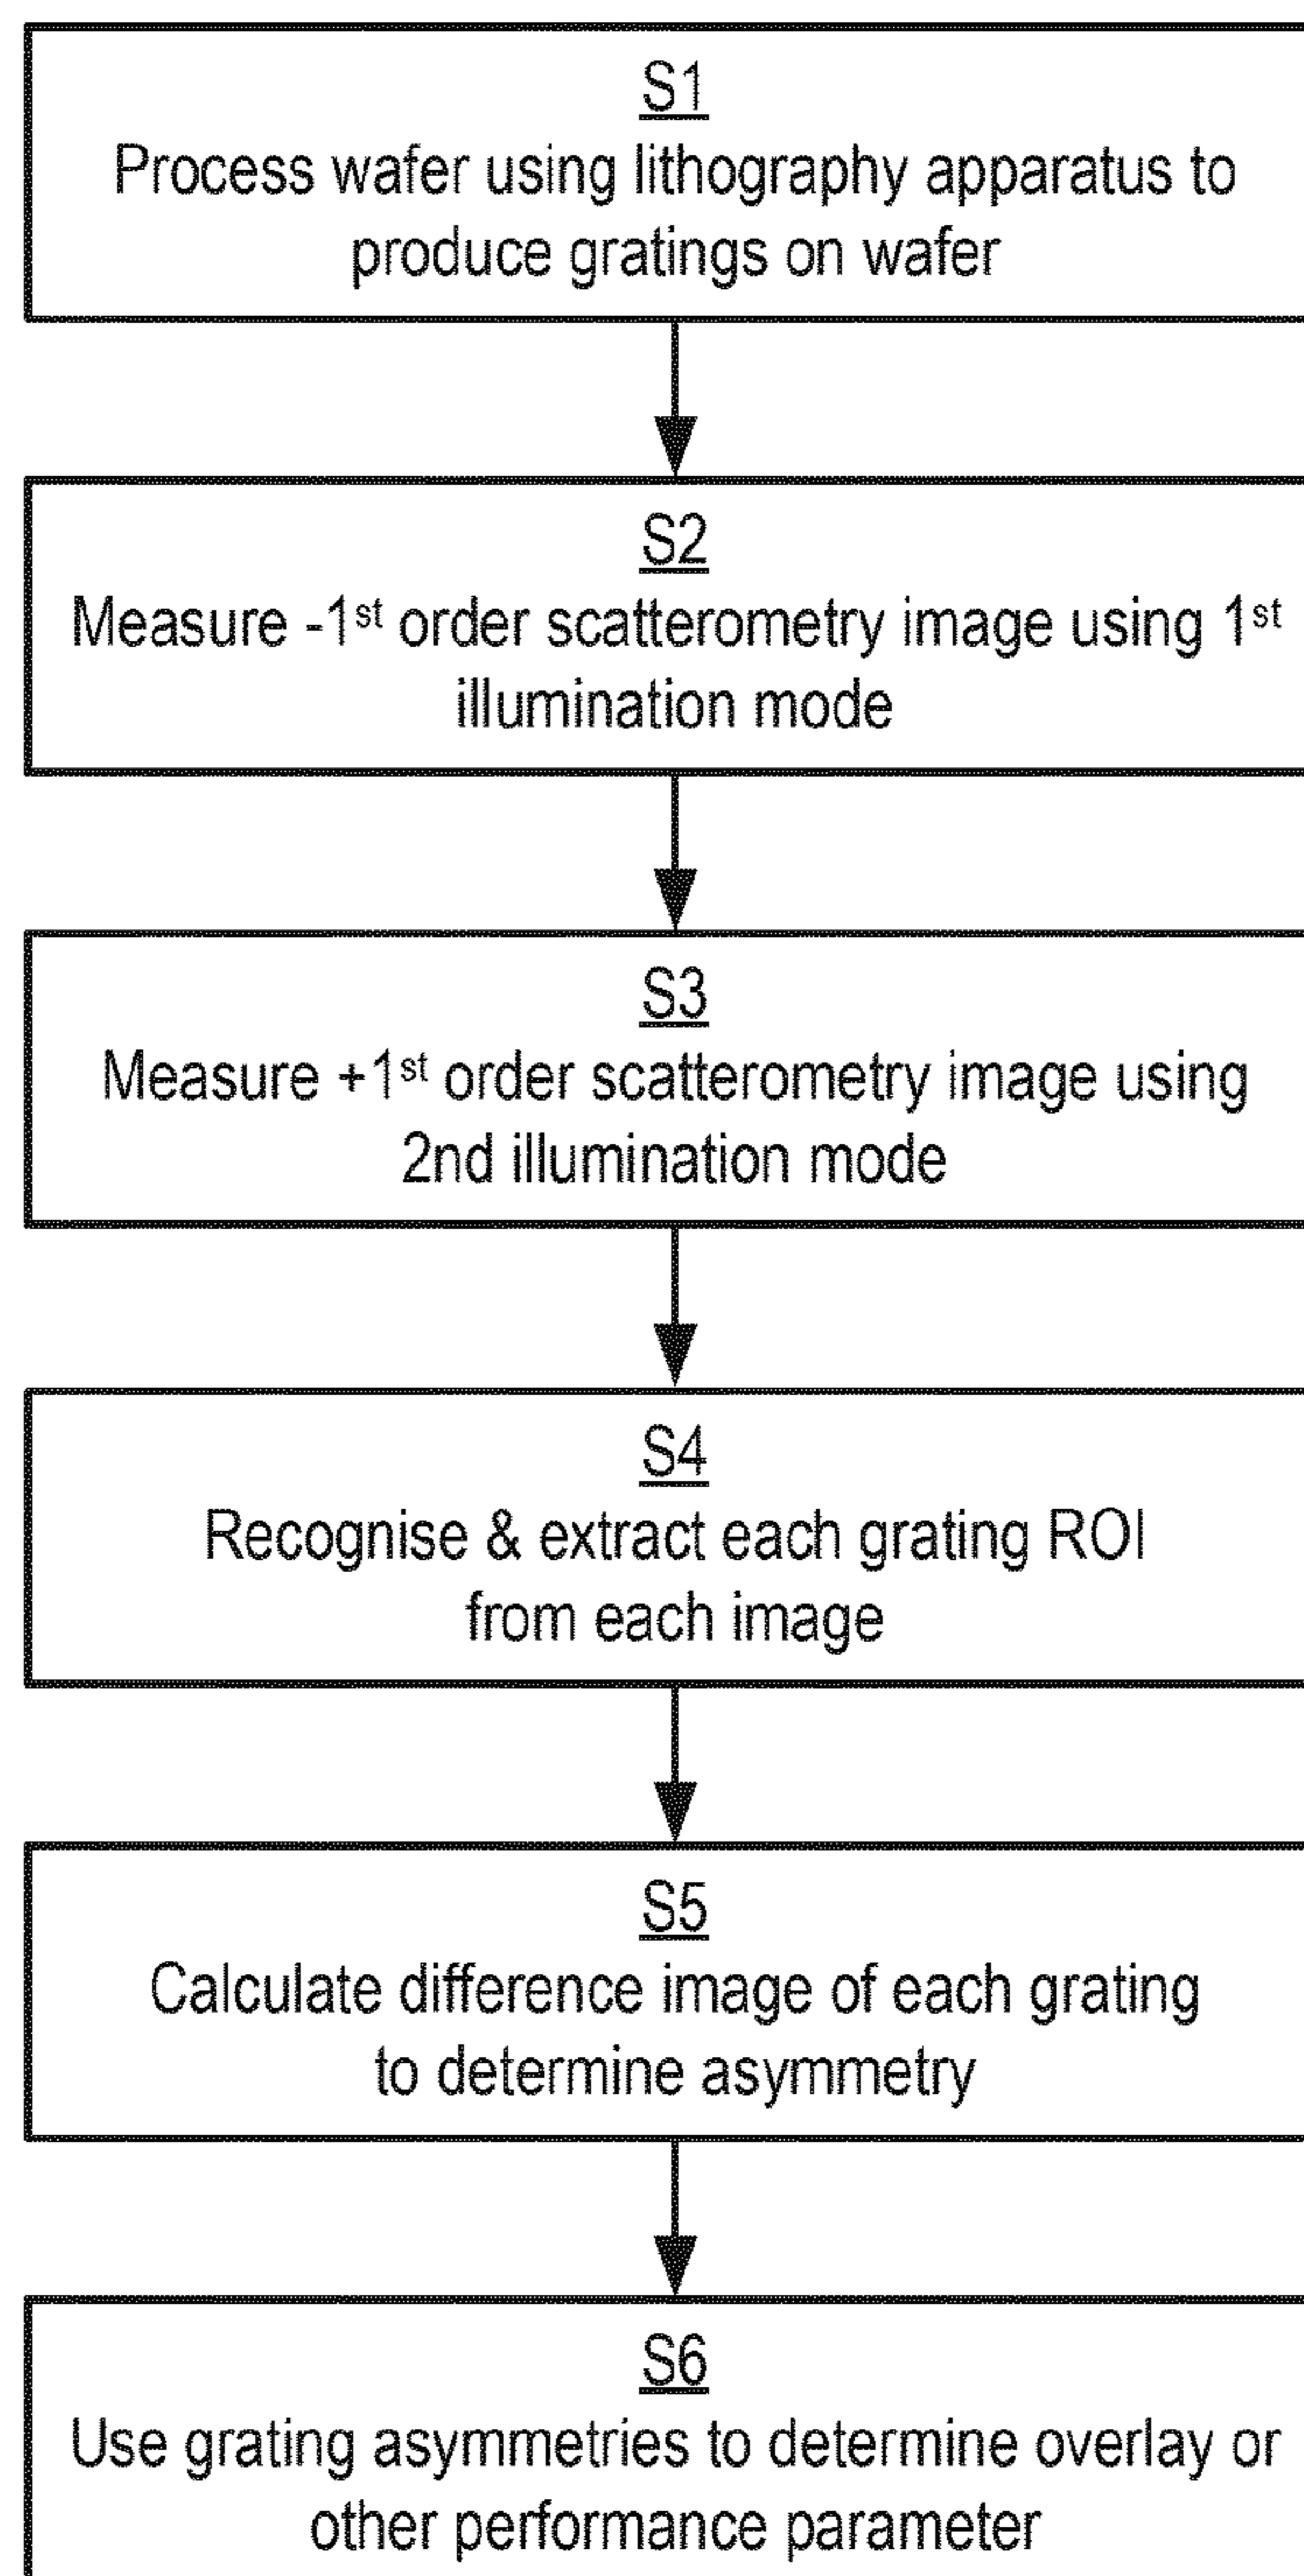 S1
Process wafer using lithography apparatus to
produce gratings on wafer
S2
Measure -1st order scatterometry image using 1st
illumination mode
S3
Measure +1st order scatterometry image using
2nd illumination mode
S4
Recognise & extract each grating ROI
from each image
S5
Calculate difference image of each grating
to determine asymmetry
S6
Use grating asymmetries to determine overlay or
other performance parameter